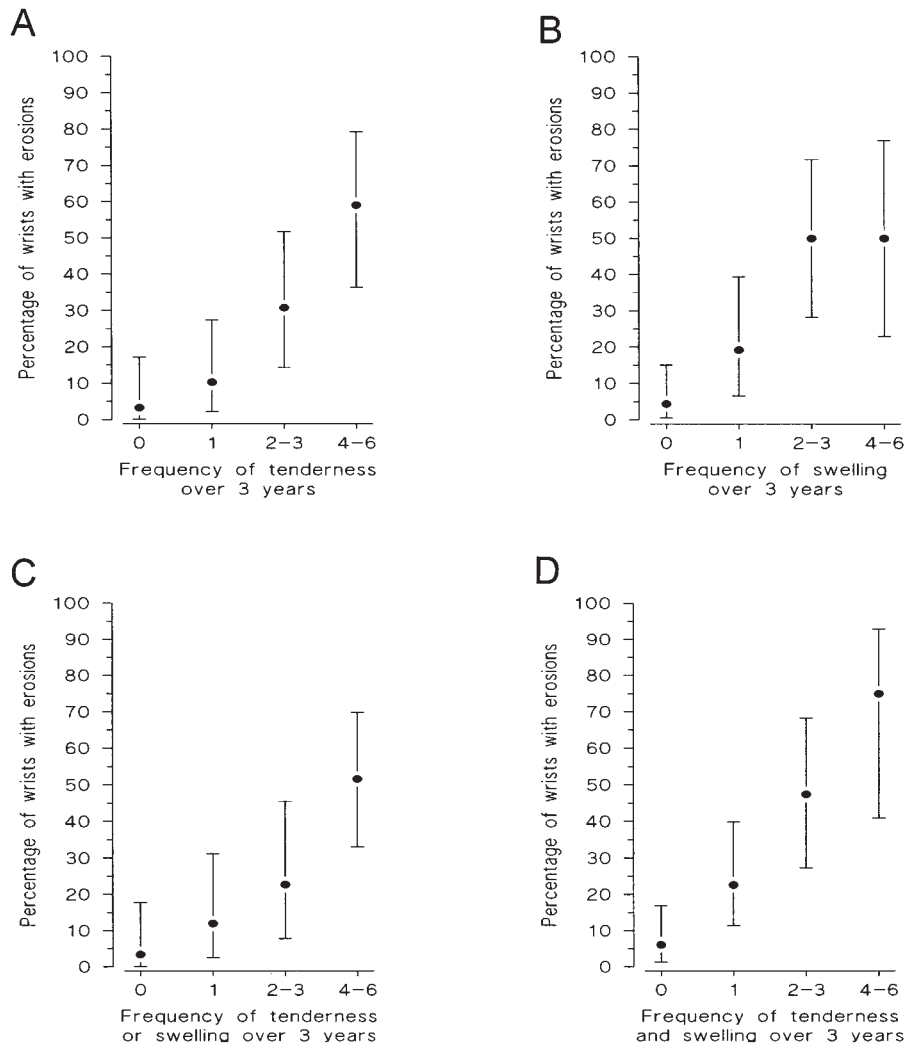 A
Percentage of wrists with erosions
100
90
80
70
60
50
40
30
20
10
0
0 1 2-3 4-6
Frequency of tenderness
over 3 years
B
Percentage of wrists with erosions
100
90
80
70
60
50
40
30
20
10
0
0 1 2-3 4-6
Frequency of swelling
over 3 years
C
Percentage of wrists with erosions
100
90
80
70
60
50
40
30
20
10
0
0 1 2-3 4-6
Frequency of tenderness
or swelling over 3 years
D
Percentage of wrists with erosions
100
90
80
70
60
50
40
30
20
10
0
0 1 2-3 4-6
Frequency of tenderness
and swelling over 3 years